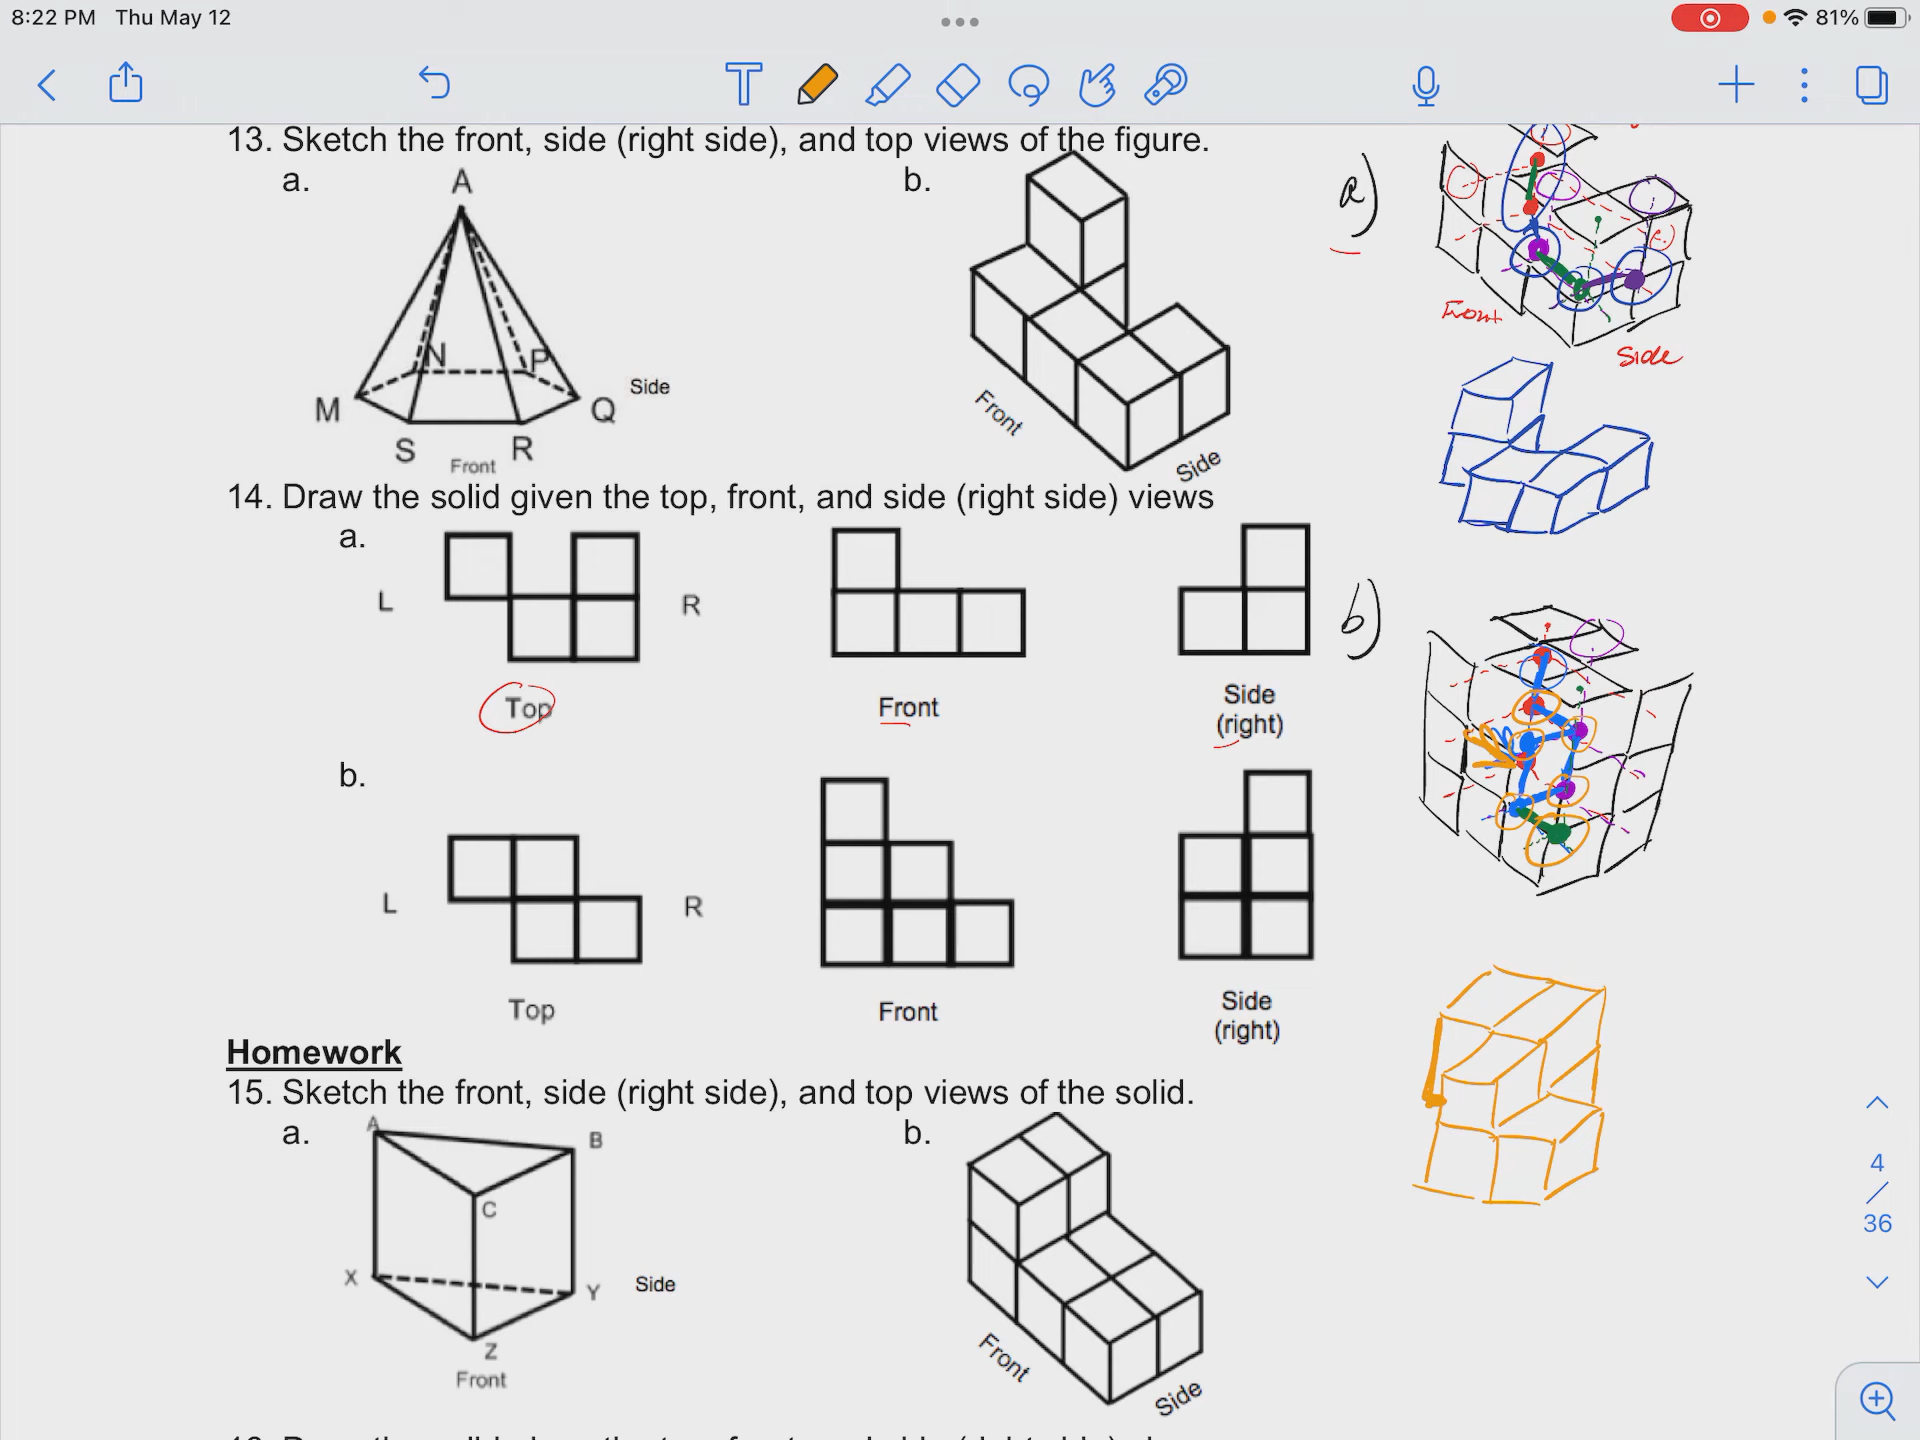 8:22 PM Thu May 12
81%
13. Sketch the front, side (right side), and top views of the figure.
a.
A
N
P
M
Q
Side
S
R
Front
b.
Front
Side
a)
Front
Side
14. Draw the solid given the top, front, and side (right side) views
a.
L
R
Top
Front
Side
(right)
b)
b.
L
R
Top
Front
Side
(right)
Homework
15. Sketch the front, side (right side), and top views of the solid.
a.
A
B
C
X
Y
Side
Z
Front
b.
Front
Side
4
/
36